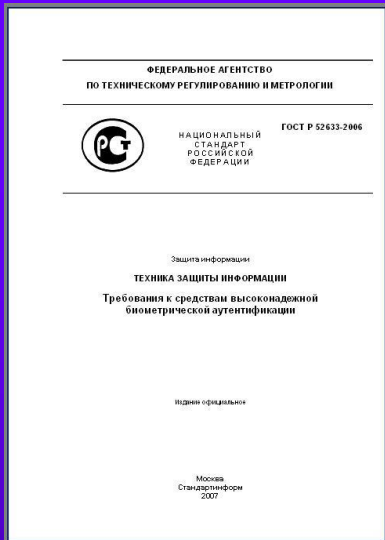 ФЕДЕРАЛЬНОЕ АГЕНТСТВО
ПО ТЕХНИЧЕСКОМУ РЕГУЛИРОВАНИЮ И МЕТРОЛОГИИ
НАЦИОНАЛЬНЫЙ
СТАНДАРТ
РОССИЙСКОЙ
ФЕДЕРАЦИИ
ГОСТ Р 52633-2006
Защита информации
ТЕХНИКА ЗАЩИТЫ ИНФОРМАЦИИ
Требования к средствам высоконадежной
биометрической аутентификации
Издание официальное
Москва
Стандартинформ
2007